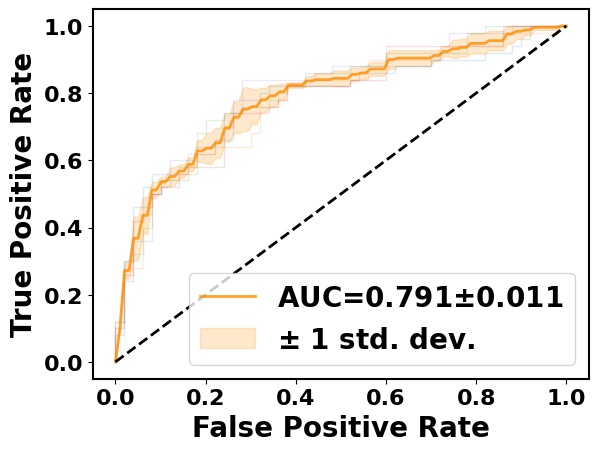 True Positive Rate
1.0
0.8
0.6
0.4
0.2
0.0
AUC=0.791±0.011
± 1 std. dev.
0.0 0.2 0.4 0.6 0.8 1.0
False Positive Rate